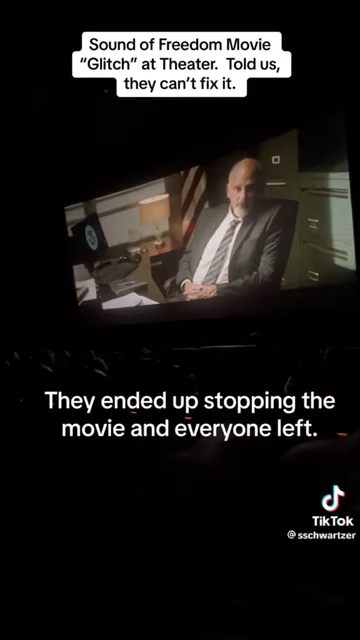 Sound of Freedom Movie
“Glitch” at Theater.  Told us,
they can’t fix it.
They ended up stopping the
movie and everyone left.
TikTok
@sschwartzer